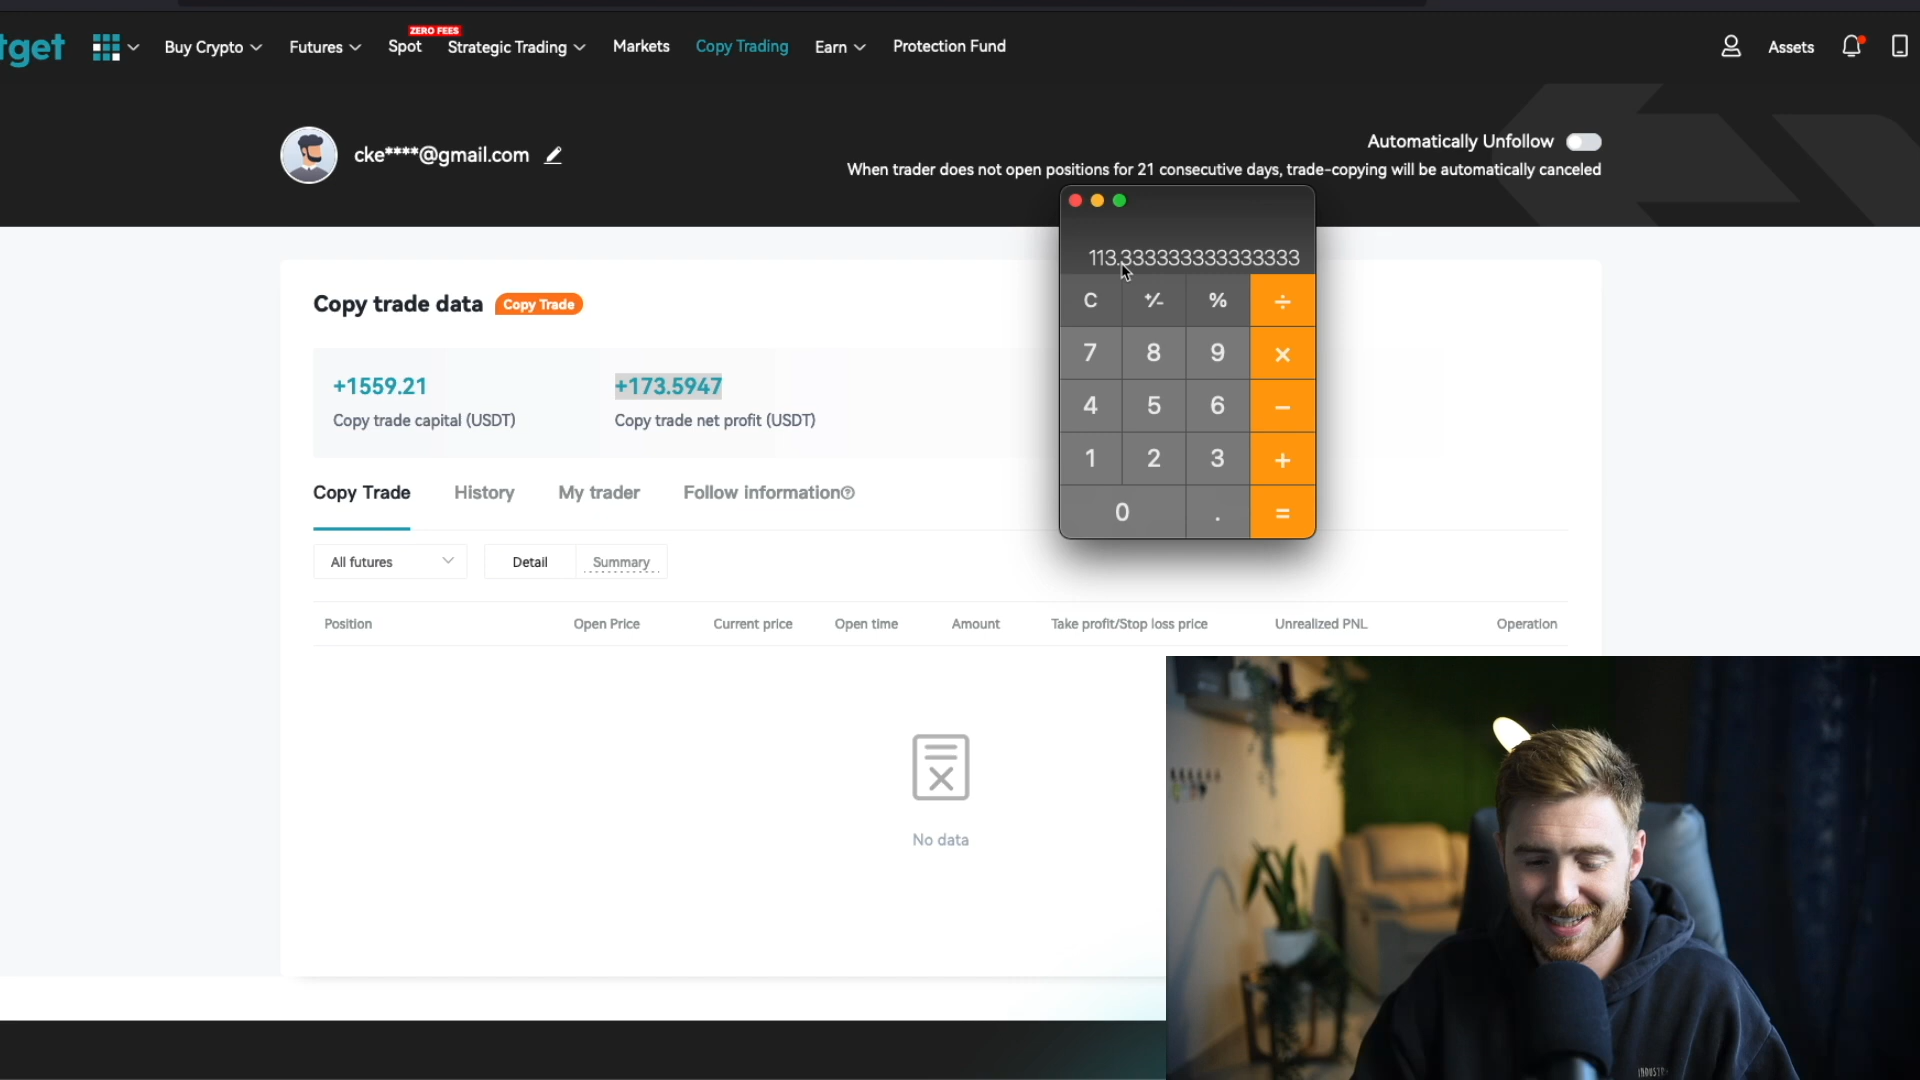 tget
Buy Crypto
Futures
ZERO FEES
Spot
Strategic Trading
Markets
Copy Trading
Earn
Protection Fund
Assets
cke****@gmail.com
Automatically Unfollow
When trader does not open positions for 21 consecutive days, trade-copying will be automatically canceled
113.333333333333333
C +⁄- % ÷
7 8 9 ×
4 5 6 −
1 2 3 +
0 . =
Copy trade data
Copy Trade
+1559.21
Copy trade capital (USDT)
+173.5947
Copy trade net profit (USDT)
Copy Trade
History
My trader
Follow information
All futures
Detail
Summary
Position
Open Price
Current price
Open time
Amount
Take profit/Stop loss price
Unrealized PNL
Operation
No data